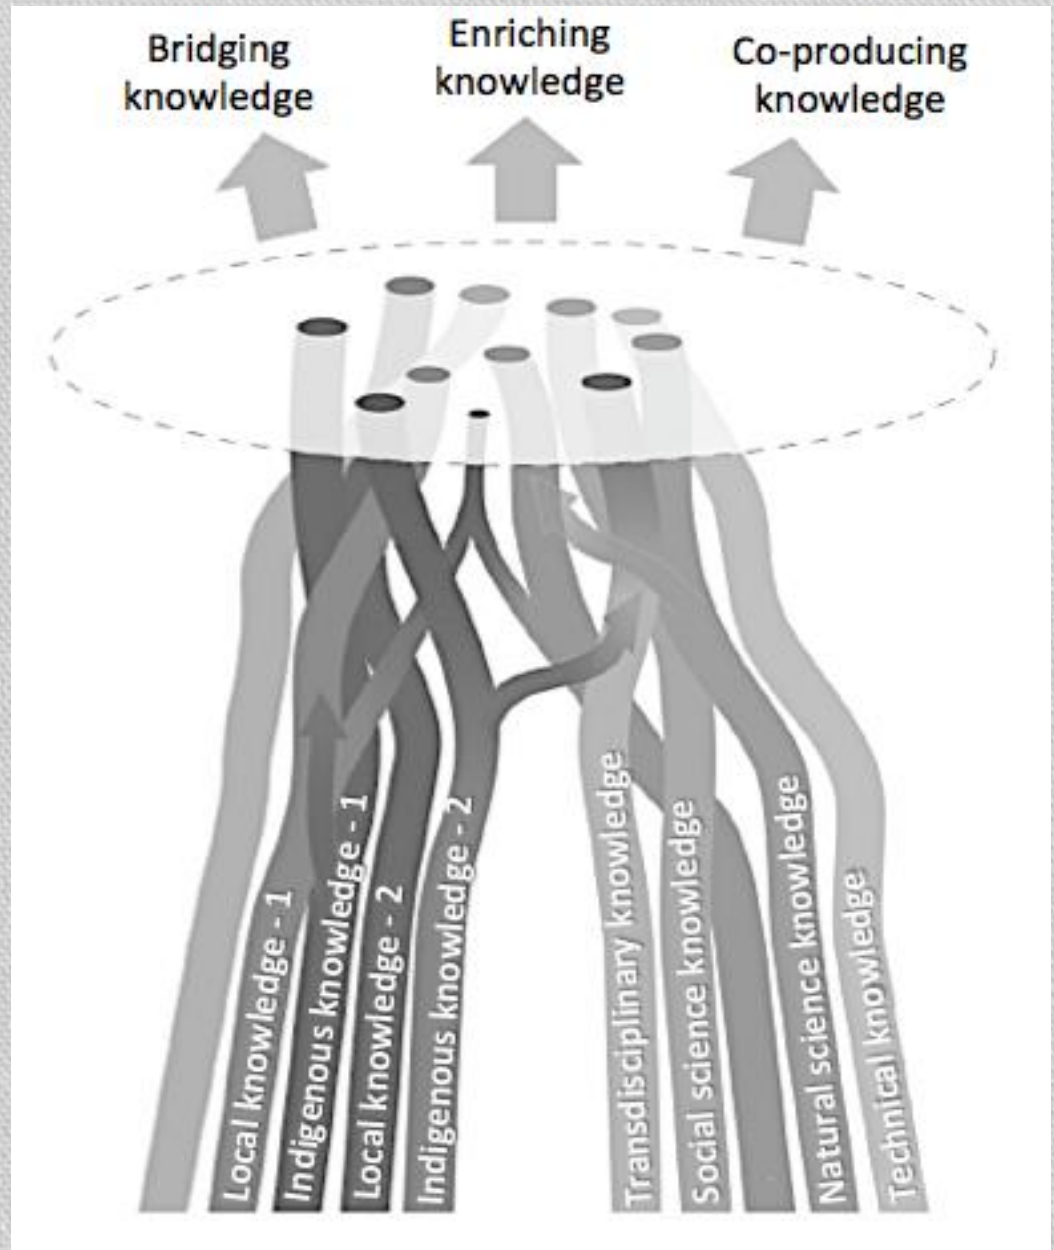 Bridging
knowledge
Enriching
knowledge
Co-producing
knowledge
Local knowledge - 1
Indigenous knowledge - 1
Local knowledge - 2
Indigenous knowledge - 2
Transdisciplinary knowledge
Social science knowledge
Natural science knowledge
Technical knowledge